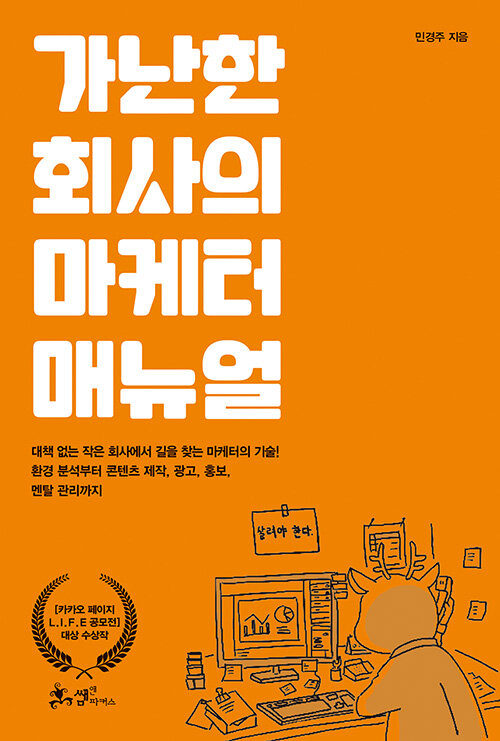 민경주 지음
가난한
회사의
마케터
매뉴얼
대책 없는 작은 회사에서 길을 찾는 마케터의 기술!
환경 분석부터 콘텐츠 제작, 광고, 홍보,
멘탈 관리까지
살려야 한다.
[카카오 페이지
L.I.F.E 공모전]
대상 수상작
쌤앤파커스